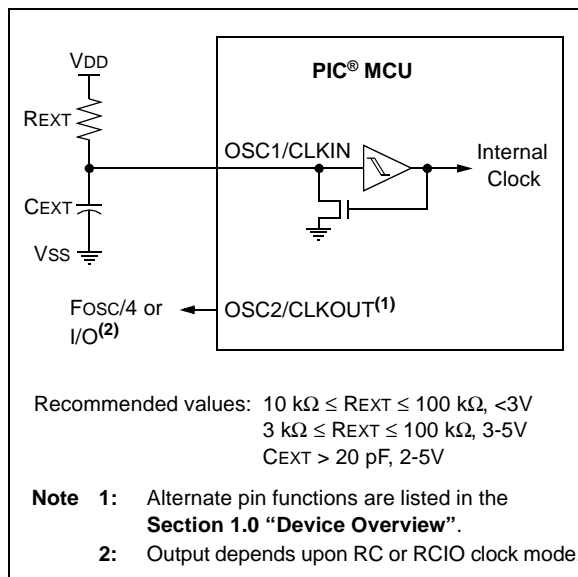 VDD
PIC® MCU
REXT
OSC1/CLKIN
Internal
Clock
CEXT
VSS
FOSC/4 or
I/O(2)
OSC2/CLKOUT(1)
Recommended values: 10 kΩ ≤ REXT ≤ 100 kΩ, <3V
3 kΩ ≤ REXT ≤ 100 kΩ, 3-5V
CEXT > 20 pF, 2-5V
Note 1: Alternate pin functions are listed in the
Section 1.0 “Device Overview”.
2: Output depends upon RC or RCIO clock mode